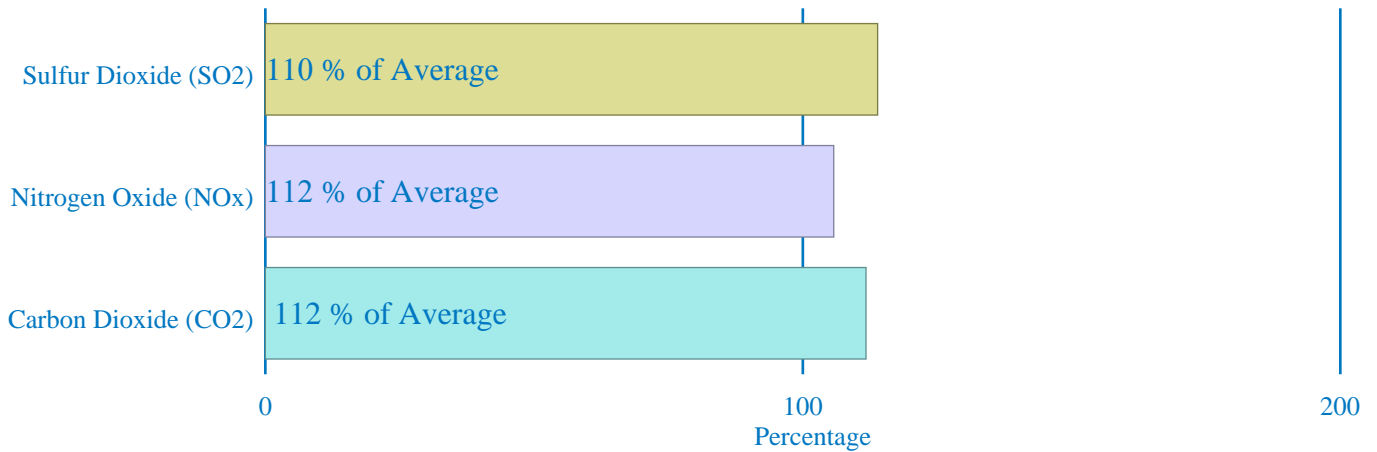 Sulfur Dioxide (SO2) 110 % of Average
Nitrogen Oxide (NOx) 112 % of Average
Carbon Dioxide (CO2) 112 % of Average
0 100 200
Percentage